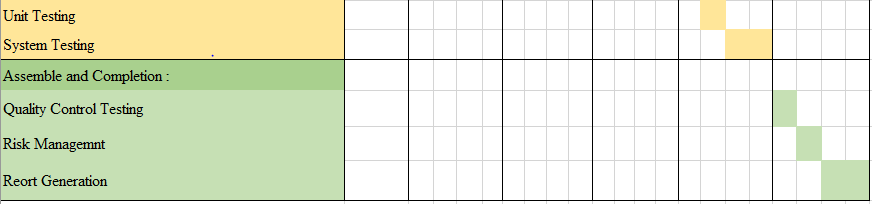 Unit Testing
System Testing
Assemble and Completion :
Quality Control Testing
Risk Managemnt
Reort Generation